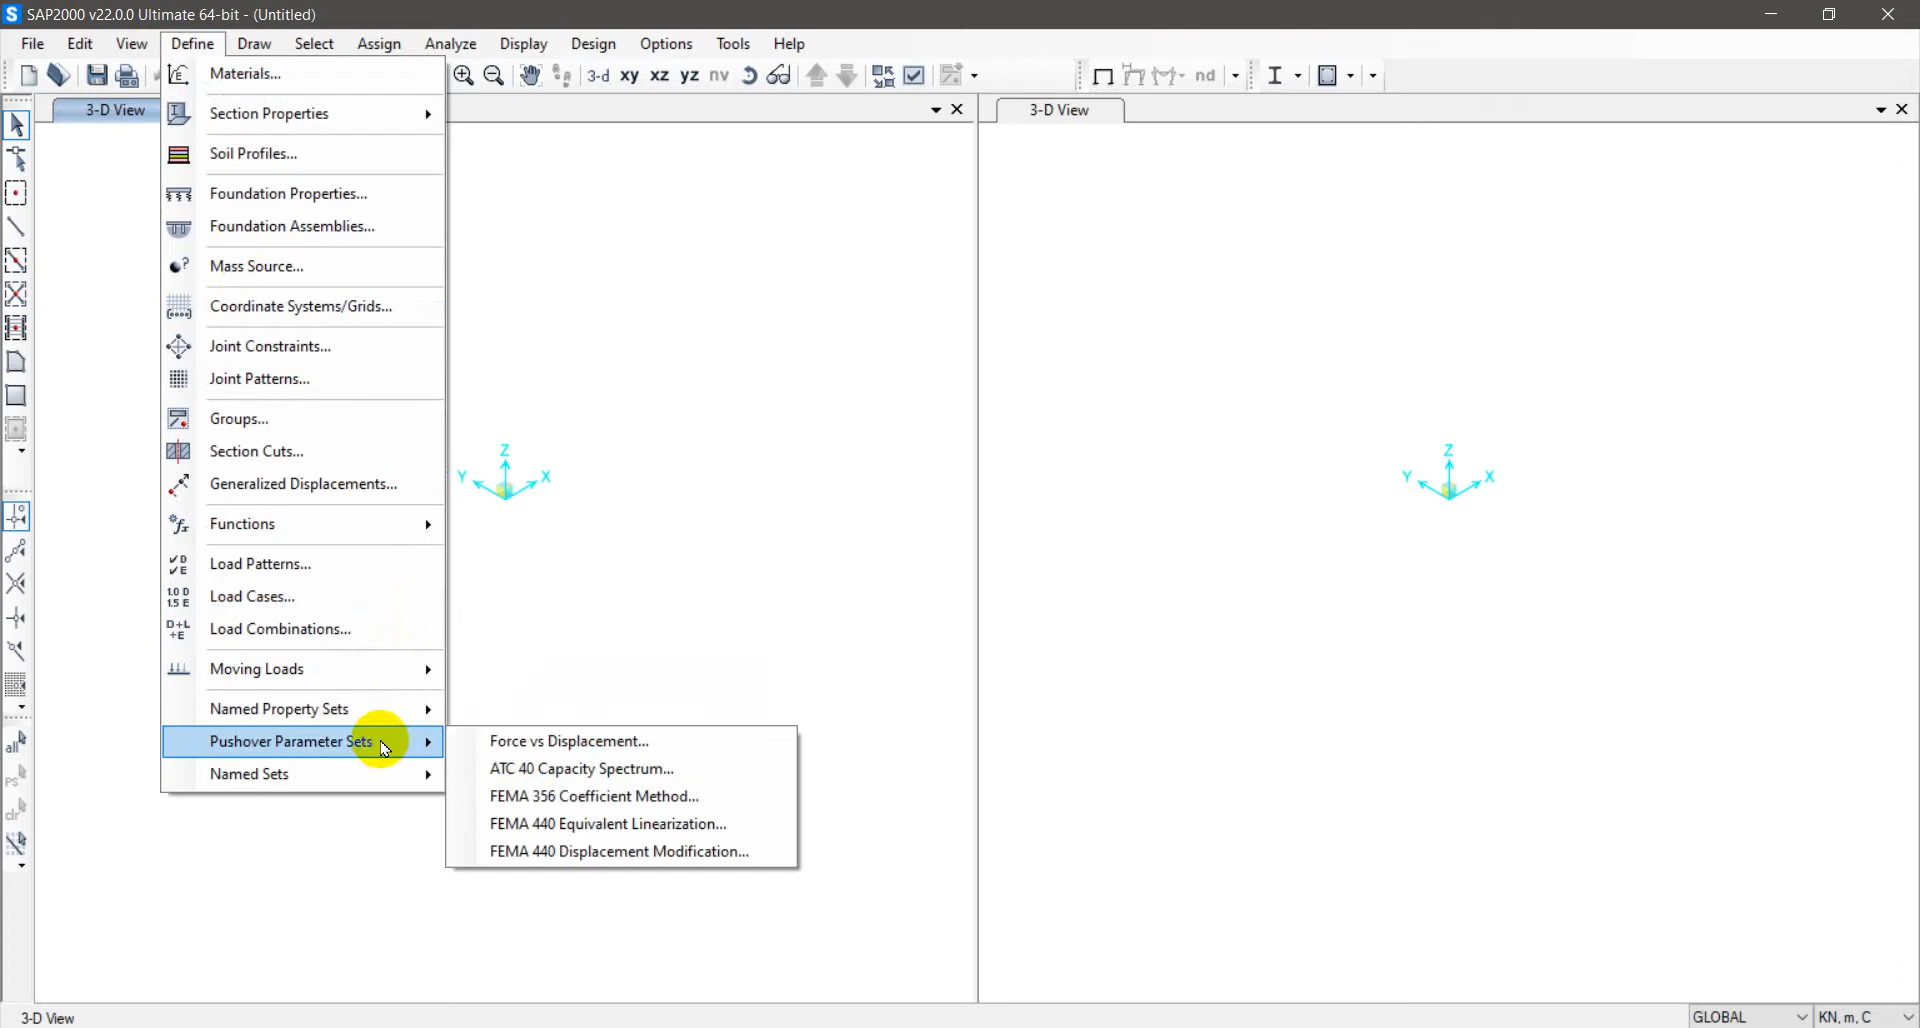 SAP2000 v22.0.0 Ultimate 64-bit - (Untitled)
File Edit View Define Draw Select Assign Analyze Display Design Options Tools Help
3-d xy xz yz nv nd
3-D View
3-D View
Materials...
Section Properties
Soil Profiles...
Foundation Properties...
Foundation Assemblies...
Mass Source...
Coordinate Systems/Grids...
Joint Constraints...
Joint Patterns...
Groups...
Section Cuts...
Generalized Displacements...
Functions
Load Patterns...
Load Cases...
Load Combinations...
Moving Loads
Named Property Sets
Pushover Parameter Sets
Named Sets
Force vs Displacement...
ATC 40 Capacity Spectrum...
FEMA 356 Coefficient Method...
FEMA 440 Equivalent Linearization...
FEMA 440 Displacement Modification...
Z
Y X
Z
Y X
all
ps
clr
3-D View
GLOBAL
KN, m, C